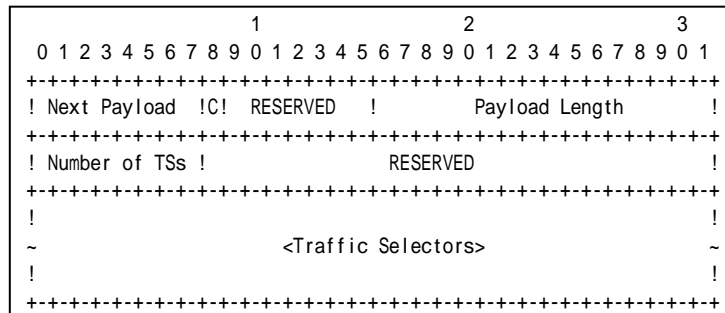 1                   2                   3
 0 1 2 3 4 5 6 7 8 9 0 1 2 3 4 5 6 7 8 9 0 1 2 3 4 5 6 7 8 9 0 1
+-+-+-+-+-+-+-+-+-+-+-+-+-+-+-+-+-+-+-+-+-+-+-+-+-+-+-+-+-+-+-+-+
! Next Payload  !C!  RESERVED   !         Payload Length        !
+-+-+-+-+-+-+-+-+-+-+-+-+-+-+-+-+-+-+-+-+-+-+-+-+-+-+-+-+-+-+-+-+
! Number of TSs !                 RESERVED                      !
+-+-+-+-+-+-+-+-+-+-+-+-+-+-+-+-+-+-+-+-+-+-+-+-+-+-+-+-+-+-+-+-+
!                                                               !
~                       <Traffic Selectors>                     ~
!                                                               !
+-+-+-+-+-+-+-+-+-+-+-+-+-+-+-+-+-+-+-+-+-+-+-+-+-+-+-+-+-+-+-+-+